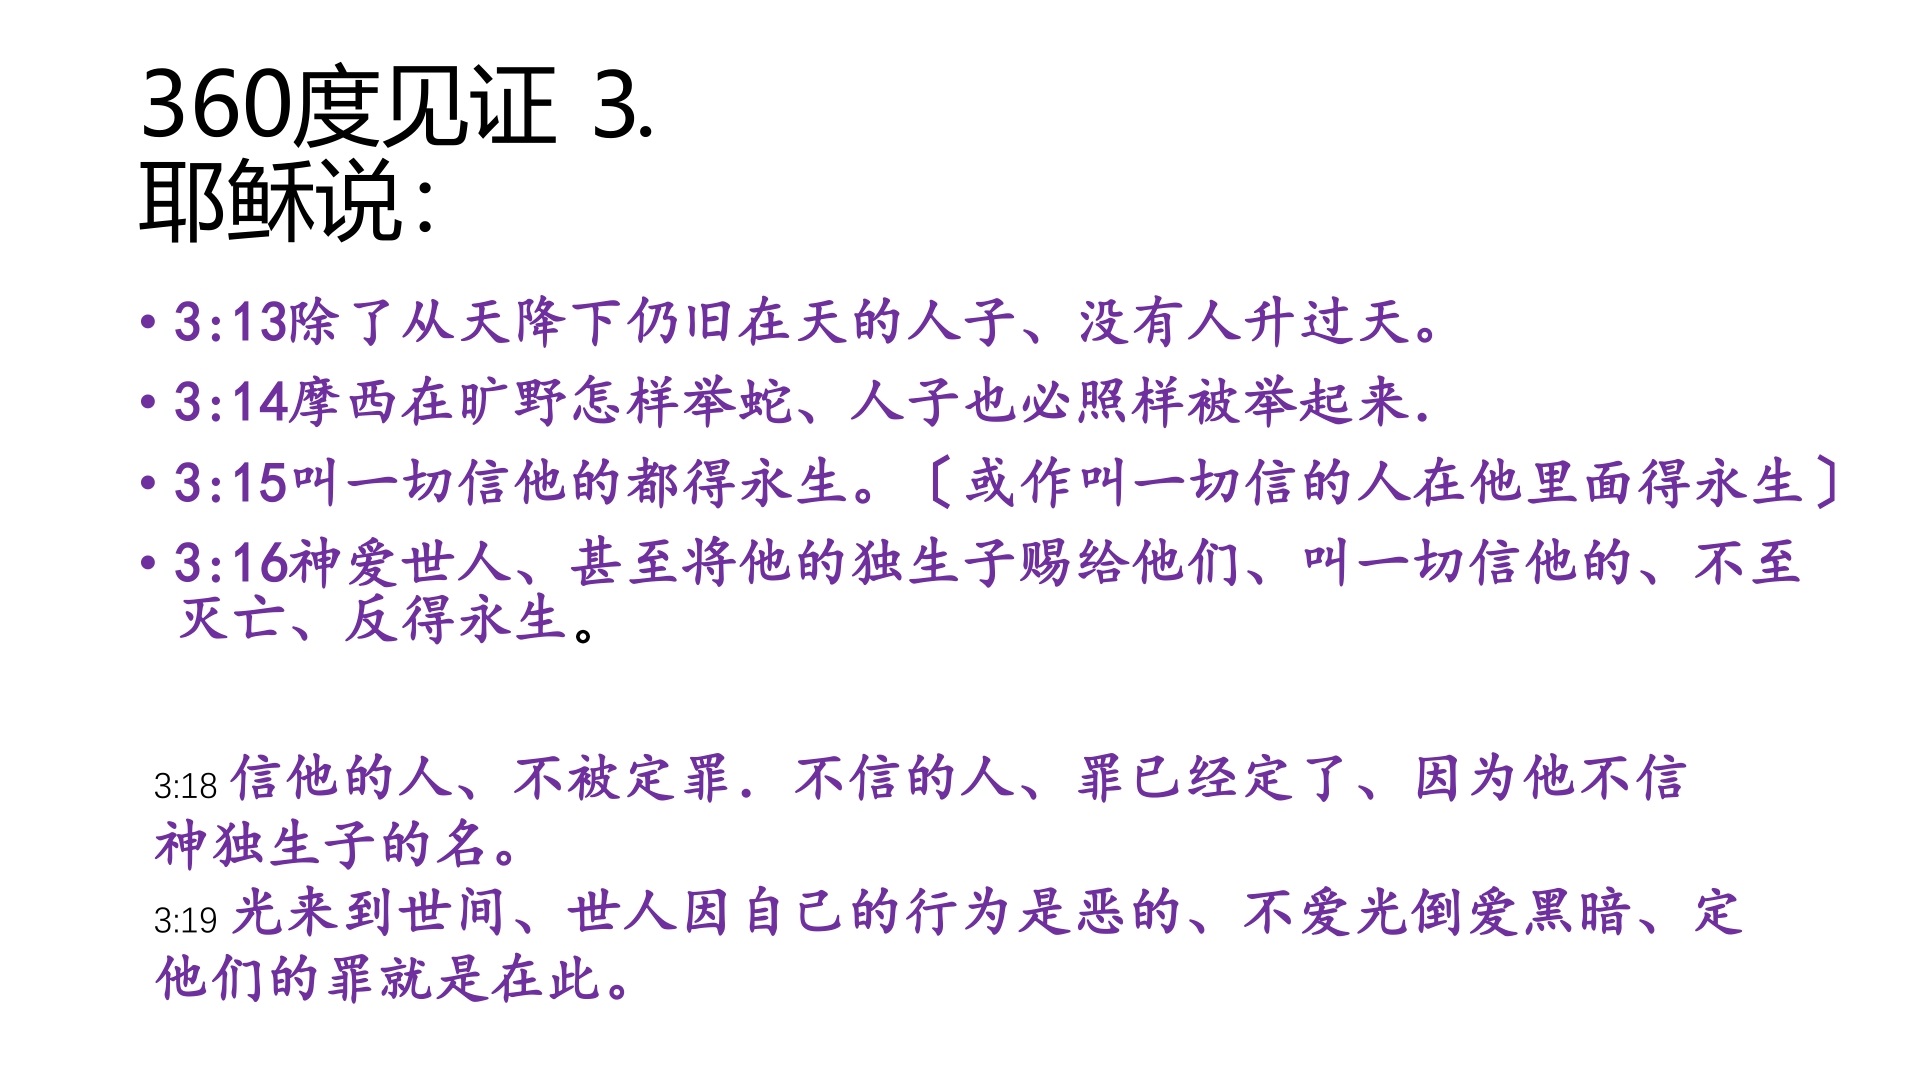 360度见证 3.
耶稣说：
• 3:13除了从天降下仍旧在天的人子、没有人升过天。
• 3:14摩西在旷野怎样举蛇、人子也必照样被举起来．
• 3:15叫一切信他的都得永生。〔或作叫一切信的人在他里面得永生〕
• 3:16神爱世人、甚至将他的独生子赐给他们、叫一切信他的、不至
灭亡、反得永生。
3:18 信他的人、不被定罪．不信的人、罪已经定了、因为他不信
神独生子的名。
3:19 光来到世间、世人因自己的行为是恶的、不爱光倒爱黑暗、定
他们的罪就是在此。